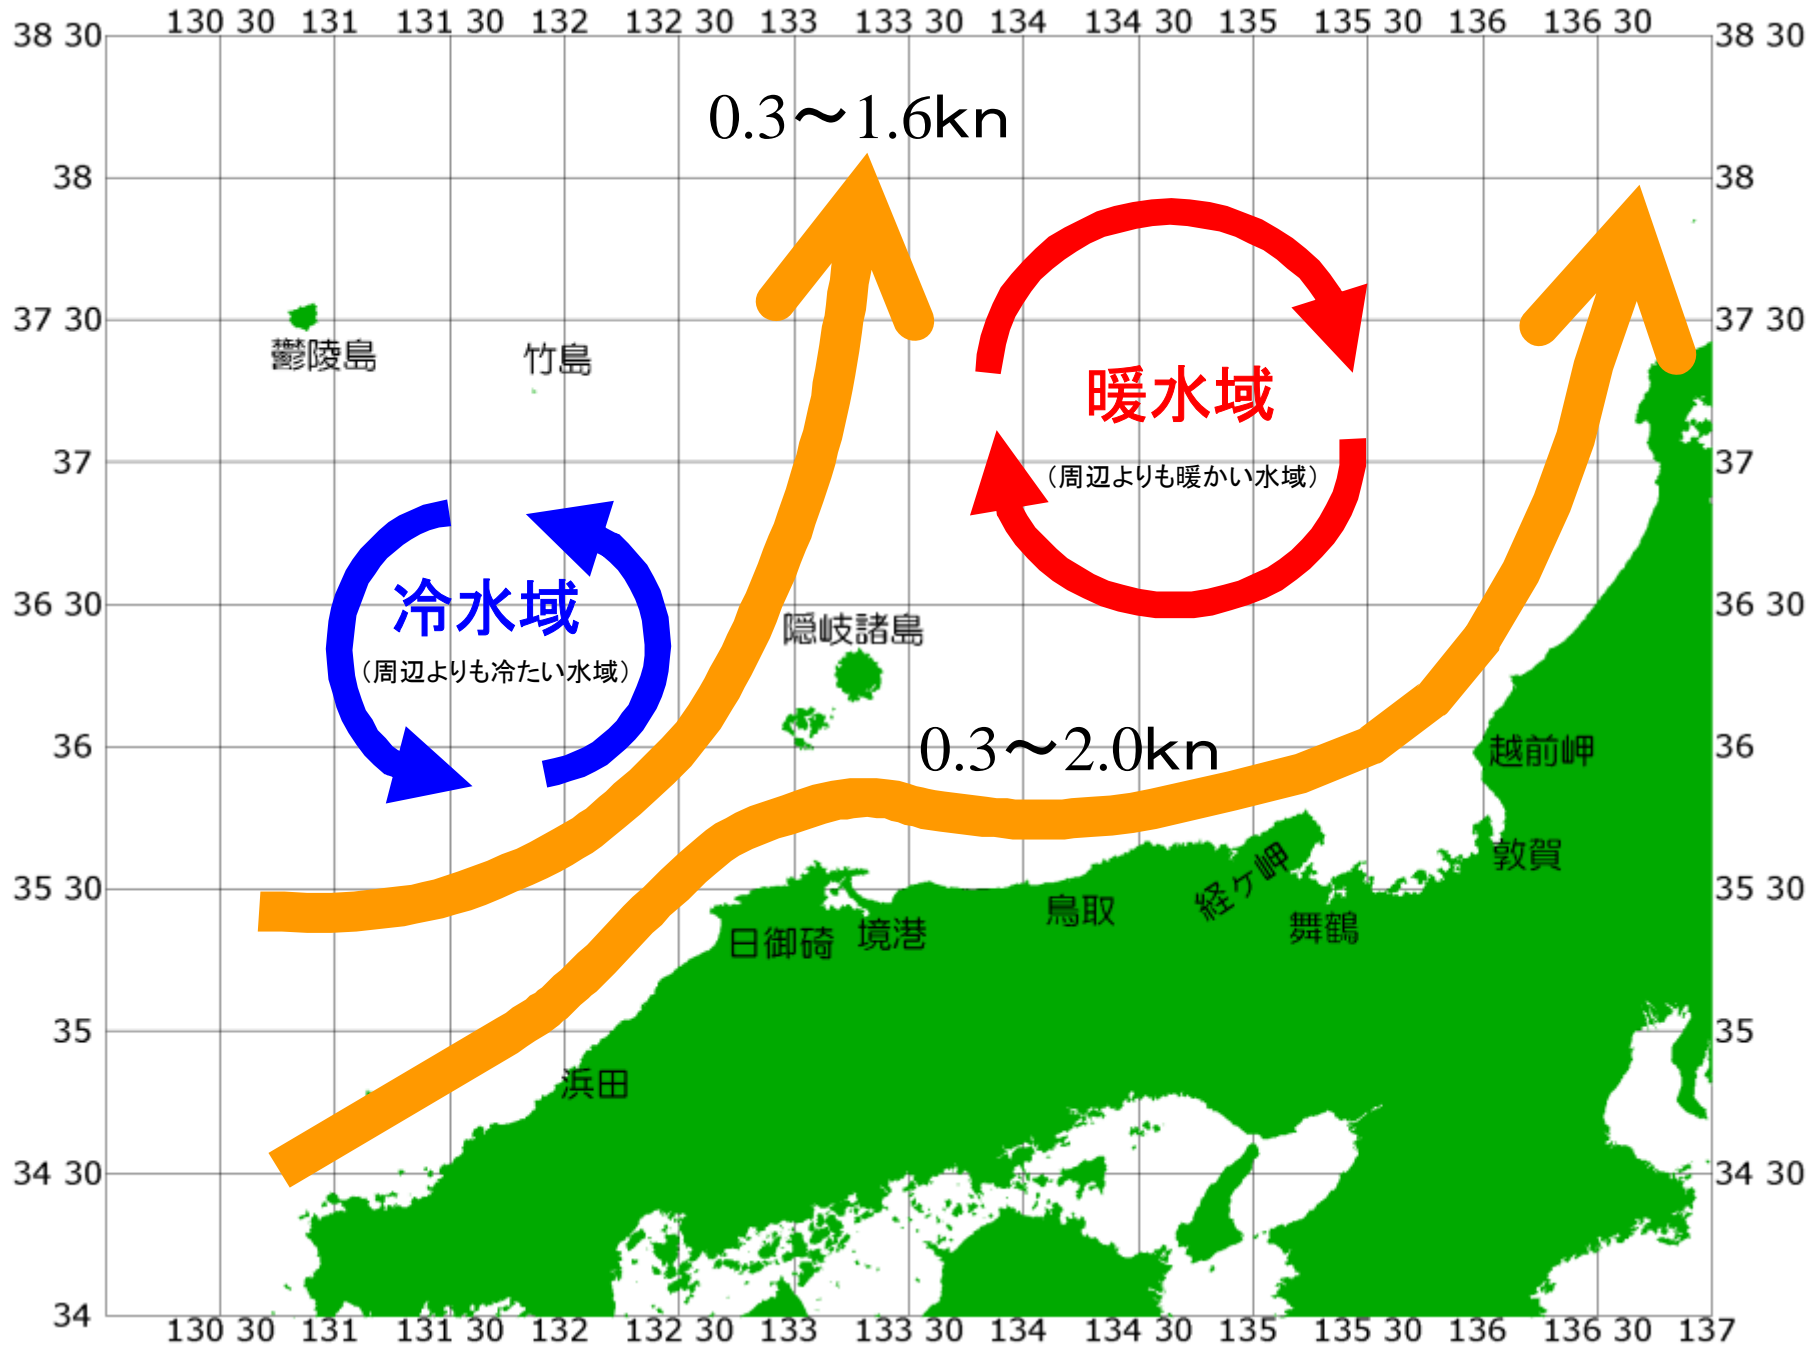 130 30 131 131 30 132 132 30 133 133 30 134 134 30 135 135 30 136 136 30
38 30 38 30
0.3～1.6kn
38 38
37 30 37 30
鬱陵島 竹島
暖水域
37 （周辺よりも暖かい水域） 37
冷水域
36 30 36 30
隠岐諸島
（周辺よりも冷たい水域）
36 0.3～2.0kn 越前岬 36
敦賀
35 30 経ケ岬 35 30
鳥取
日御碕 境港 舞鶴
35 35
浜田
34 30 34 30
34
130 30 131 131 30 132 132 30 133 133 30 134 134 30 135 135 30 136 136 30 137